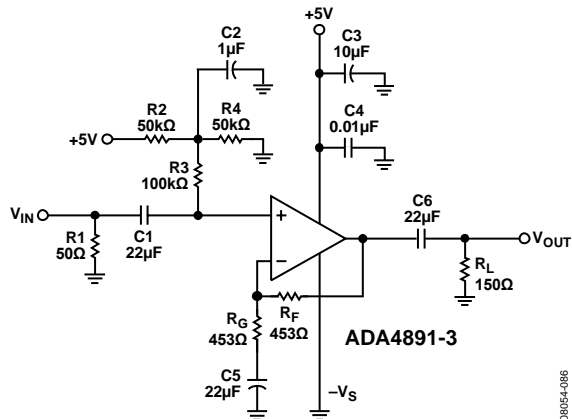 +5V
C2
1µF
C3
10µF
R2
50kΩ
R4
50kΩ
C4
0.01µF
+5V
R3
100kΩ
C6
22µF
VIN
+
VOUT
R1
50Ω
C1
22µF
–
RL
150Ω
RG
453Ω
RF
453Ω
ADA4891-3
C5
22µF
–VS
08054-086